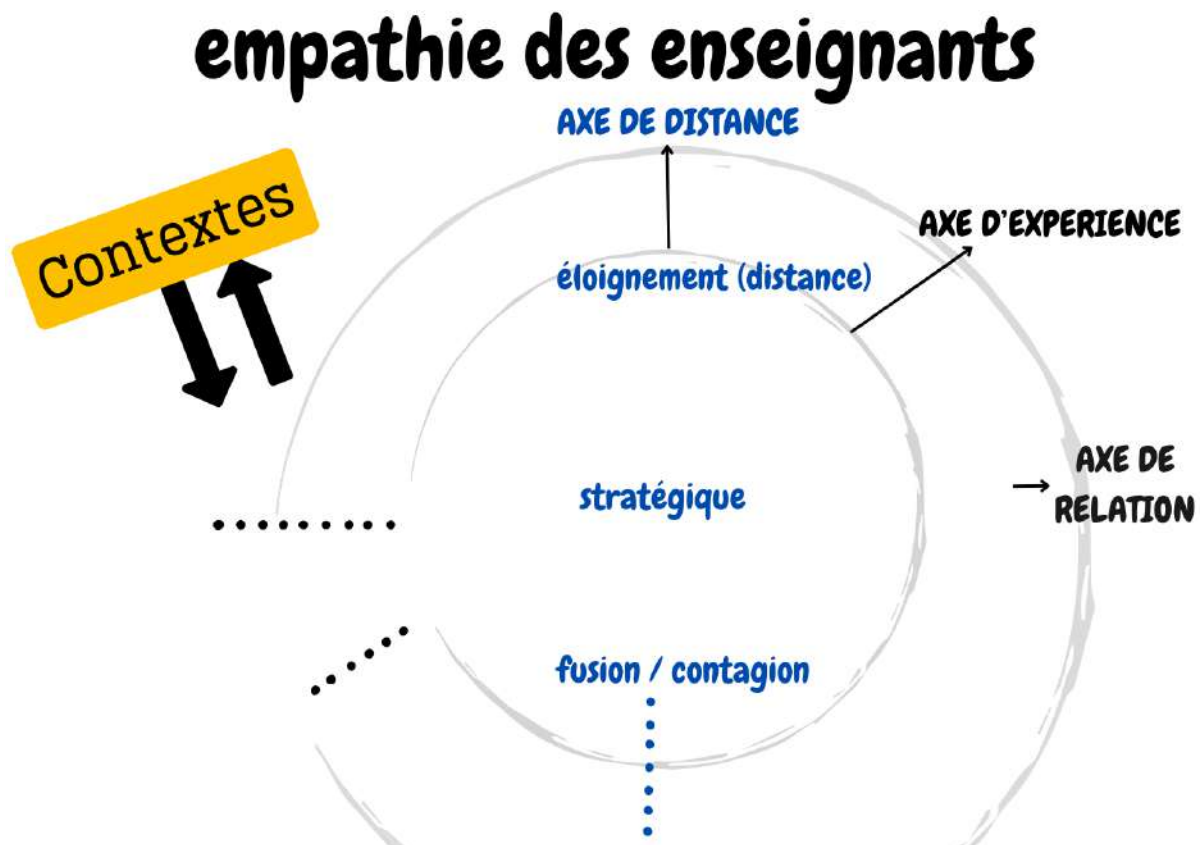 empathie des enseignants
AXE DE DISTANCE
Contextes
AXE D'EXPERIENCE
éloignement (distance)
AXE DE
RELATION
stratégique
fusion / contagion